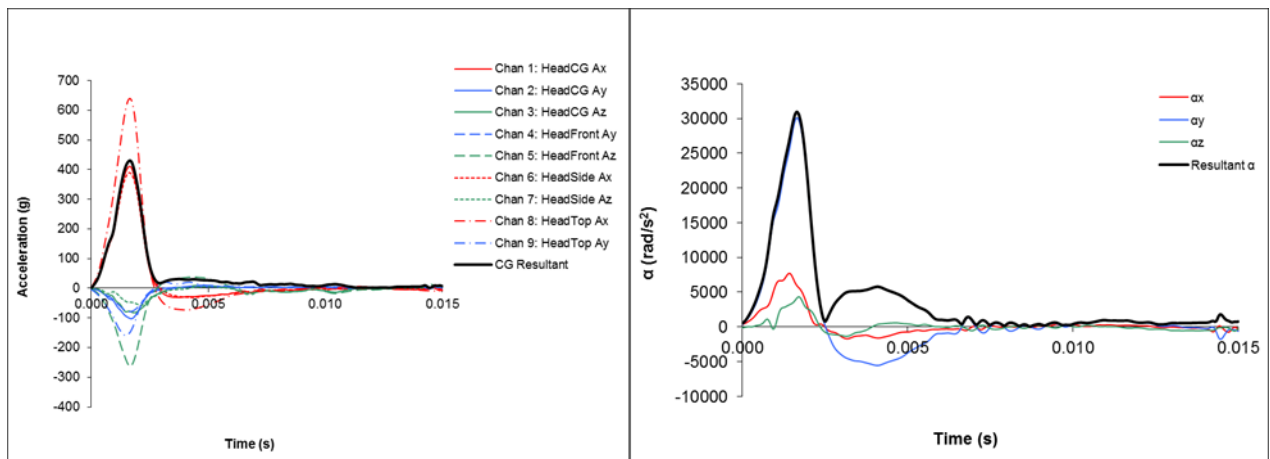 Acceleration (g)
700
600
500
400
300
200
100
0
-100
-200
-300
-400
0.000
0.005
0.010
0.015
Time (s)
Chan 1: HeadCG Ax
Chan 2: HeadCG Ay
Chan 3: HeadCG Az
Chan 4: HeadFront Ay
Chan 5: HeadFront Az
Chan 6: HeadSide Ax
Chan 7: HeadSide Az
Chan 8: HeadTop Ax
Chan 9: HeadTop Ay
CG Resultant
α (rad/s²)
35000
30000
25000
20000
15000
10000
5000
0
-5000
-10000
0.000
0.005
0.010
0.015
Time (s)
αx
αy
αz
Resultant α